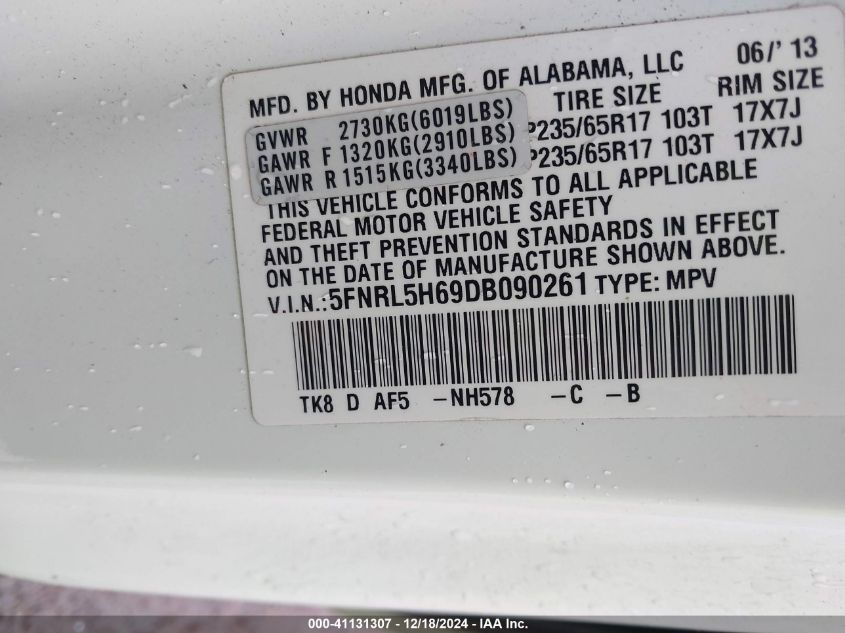 MFD. BY HONDA MFG. OF ALABAMA, LLC 06/' 13
TIRE SIZE RIM SIZE
GVWR 2730KG(6019LBS)
GAWR F 1320KG(2910LBS) P235/65R17 103T 17X7J
GAWR R 1515KG(3340LBS) P235/65R17 103T 17X7J
THIS VEHICLE CONFORMS TO ALL APPLICABLE
FEDERAL MOTOR VEHICLE SAFETY
AND THEFT PREVENTION STANDARDS IN EFFECT
ON THE DATE OF MANUFACTURE SHOWN ABOVE.
V.I.N.: 5FNRL5H69DB090261 TYPE: MPV
TK8 D AF5 -NH578 -C -B
000-41131307 - 12/18/2024 - IAA Inc.